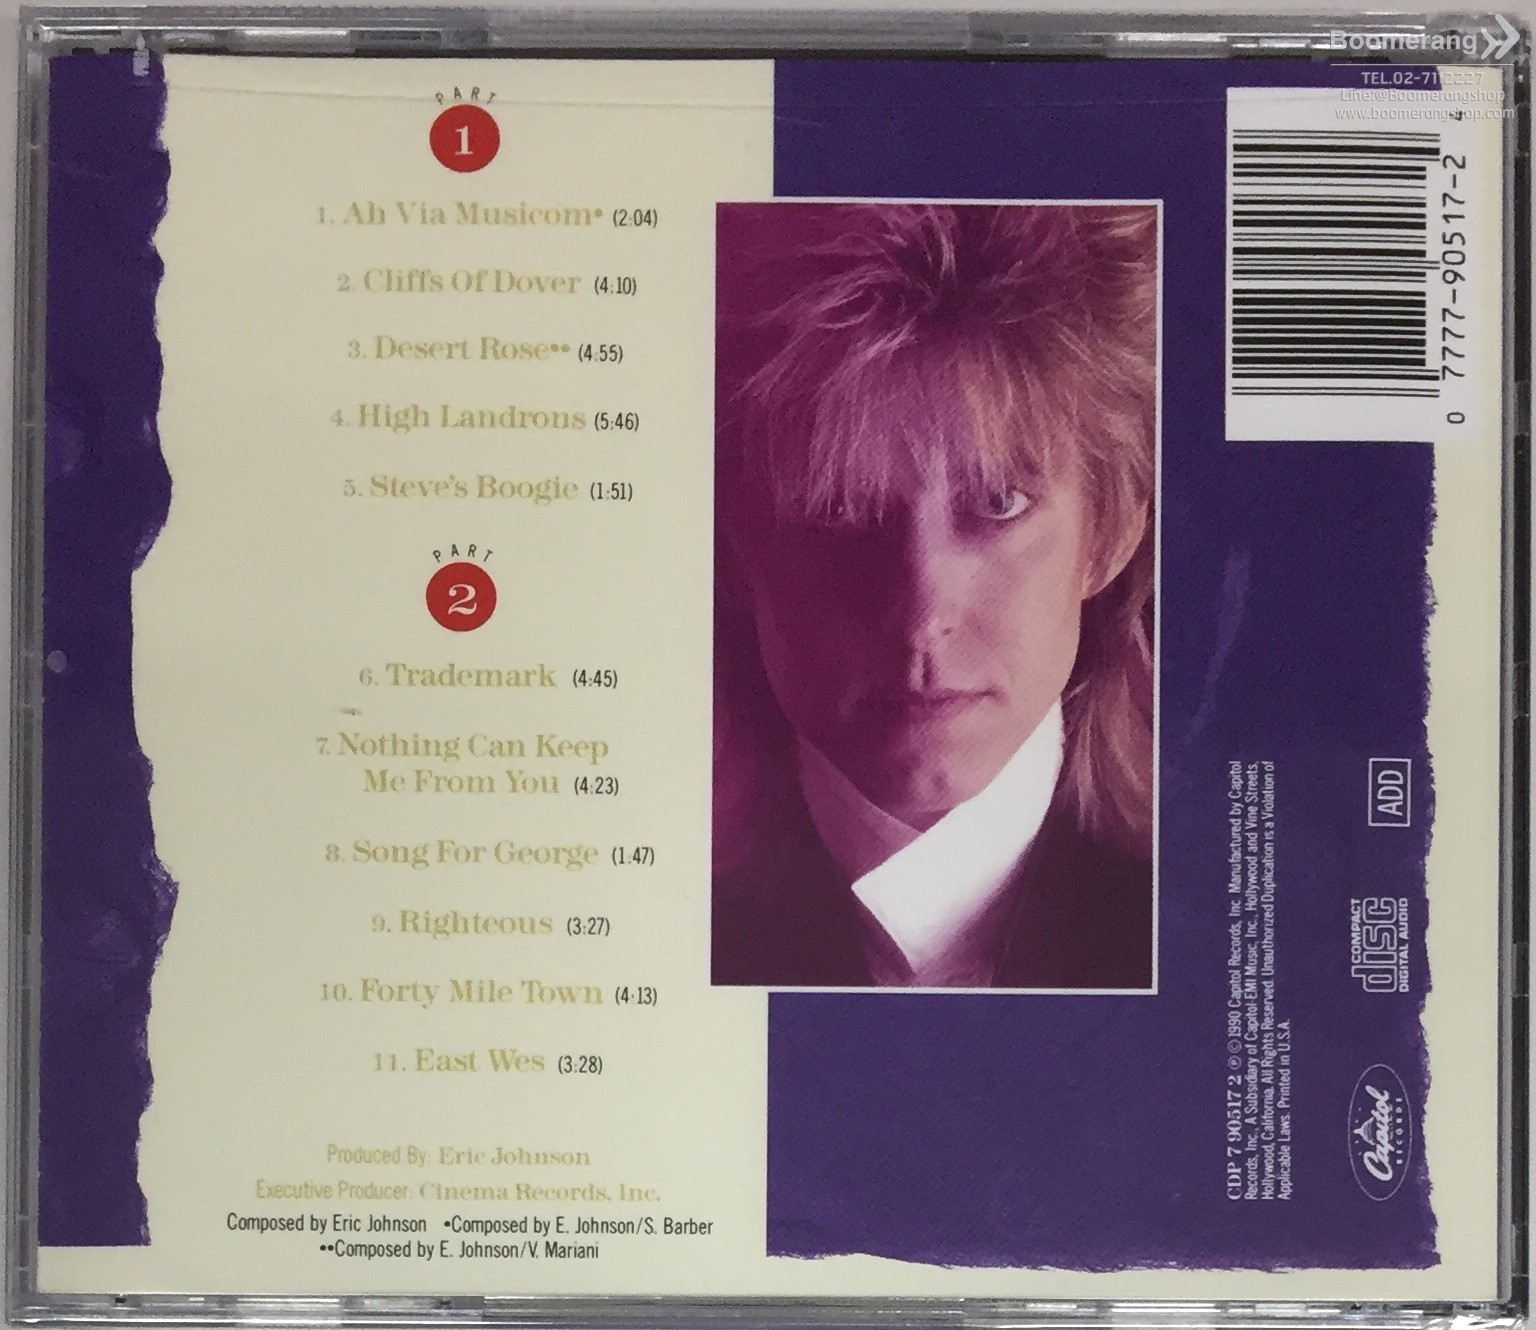 Boomerang
TEL.02-7112227
Line:@Boomerangshop
www.boomerangshop.com
PART
1
1. Ah Via Musicom• (2:04)
2. Cliffs Of Dover (4:10)
3. Desert Rose•• (4:55)
4. High Landrons (5:46)
5. Steve's Boogie (1:51)
PART
2
6. Trademark (4:45)
7. Nothing Can Keep
Me From You (4:23)
8. Song For George (1:47)
9. Righteous (3:27)
10. Forty Mile Town (4:13)
11. East Wes (3:28)
Produced By: Eric Johnson
Executive Producer: Cinema Records, Inc.
Composed by Eric Johnson •Composed by E. Johnson/S. Barber
••Composed by E. Johnson/V. Mariani
0 7777-90517-2 4
CDP 7 90517 2 ℗ © 1990 Capitol Records, Inc. Manufactured by Capitol
Records, Inc., A Subsidiary of Capitol-EMI Music, Inc., Hollywood and Vine Streets,
Hollywood, California. All Rights Reserved. Unauthorized Duplication is a Violation of
Applicable Laws. Printed in U.S.A.
ADD
COMPACT
disc
DIGITAL AUDIO
Capitol
RECORDS